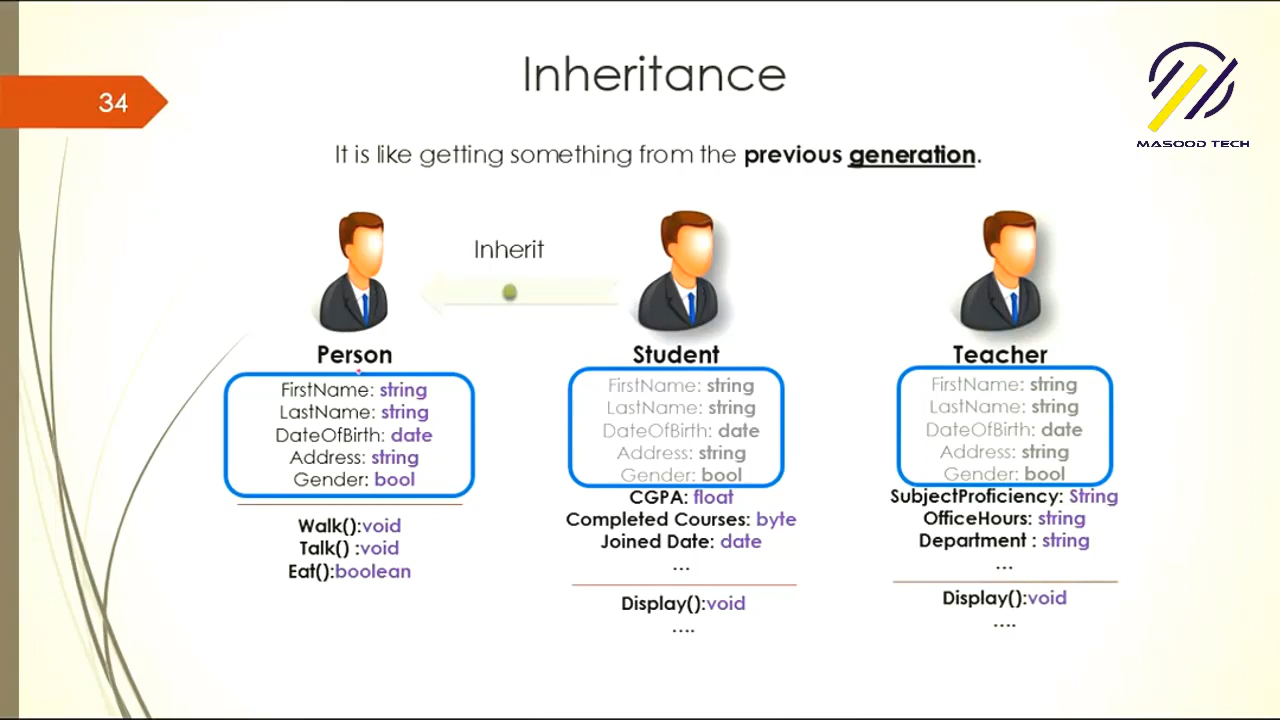 Inheritance
34
MASOOD TECH
It is like getting something from the previous generation.
Inherit
Person
FirstName: string
LastName: string
DateOfBirth: date
Address: string
Gender: bool
Walk():void
Talk() :void
Eat():boolean
Student
FirstName: string
LastName: string
DateOfBirth: date
Address: string
Gender: bool
CGPA: float
Completed Courses: byte
Joined Date: date
...
Display():void
....
Teacher
FirstName: string
LastName: string
DateOfBirth: date
Address: string
Gender: bool
SubjectProficiency: String
OfficeHours: string
Department : string
...
Display():void
....